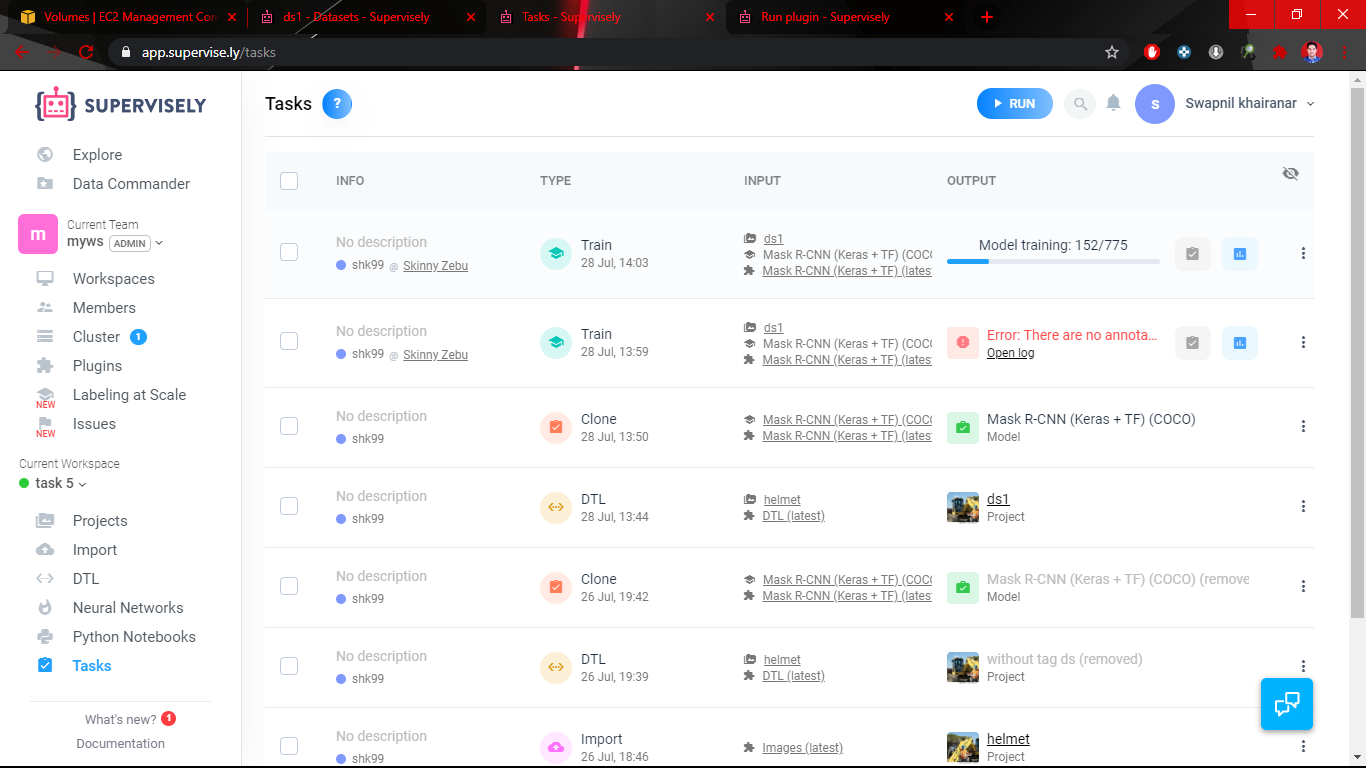 Volumes | EC2 Management Con
ds1 - Datasets - Supervisely
Tasks - Supervisely
Run plugin - Supervisely
app.supervise.ly/tasks
SUPERVISELY
Explore
Data Commander
m
Current Team
myws ADMIN
Workspaces
Members
Cluster 1
Plugins
Labeling at Scale
NEW
Issues
NEW
Current Workspace
task 5
Projects
Import
DTL
Neural Networks
Python Notebooks
Tasks
What's new? 1
Documentation
Tasks ?
RUN
s
Swapnil khairanar
INFO TYPE INPUT OUTPUT
No description
shk99 @ Skinny Zebu
Train
28 Jul, 14:03
ds1
Mask R-CNN (Keras + TF) (COCO
Mask R-CNN (Keras + TF) (latest
Model training: 152/775
No description
shk99 @ Skinny Zebu
Train
28 Jul, 13:59
ds1
Mask R-CNN (Keras + TF) (COCO
Mask R-CNN (Keras + TF) (latest
Error: There are no annota...
Open log
No description
shk99
Clone
28 Jul, 13:50
Mask R-CNN (Keras + TF) (COCO
Mask R-CNN (Keras + TF) (latest
Mask R-CNN (Keras + TF) (COCO)
Model
No description
shk99
DTL
28 Jul, 13:44
helmet
DTL (latest)
ds1
Project
No description
shk99
Clone
26 Jul, 19:42
Mask R-CNN (Keras + TF) (COCO
Mask R-CNN (Keras + TF) (latest
Mask R-CNN (Keras + TF) (COCO) (remove
Model
No description
shk99
DTL
26 Jul, 19:39
helmet
DTL (latest)
without tag ds (removed)
Project
No description
shk99
Import
26 Jul, 18:46
Images (latest)
helmet
Project